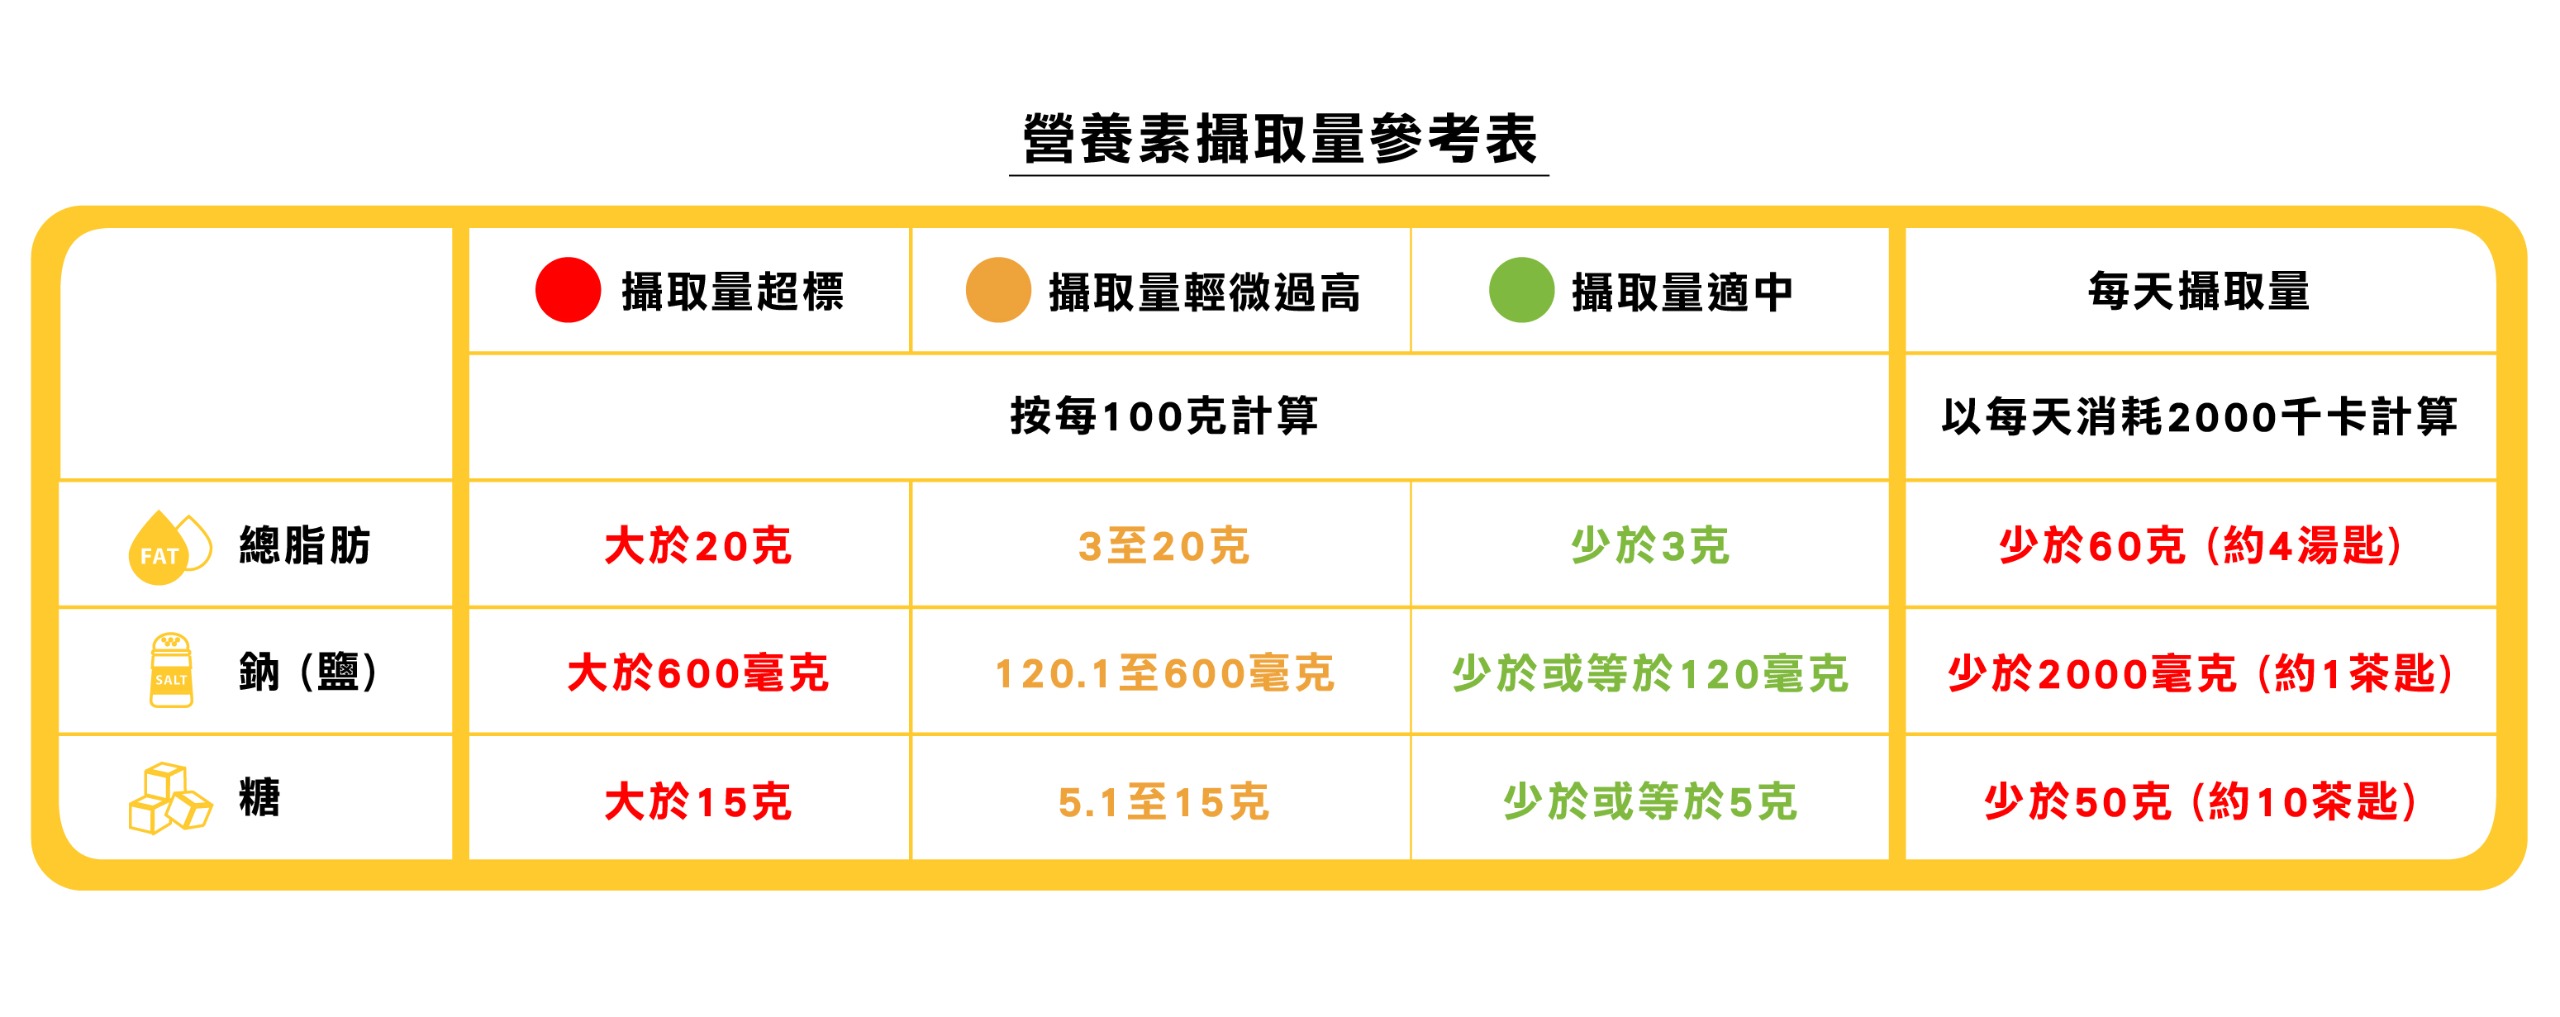 營養素攝取量參考表
攝取量超標
攝取量輕微過高
攝取量適中
每天攝取量
按每100克計算
以每天消耗2000千卡計算
FAT
總脂肪
大於20克
3至20克
少於3克
少於60克 (約4湯匙)
SALT
鈉 (鹽)
大於600毫克
120.1至600毫克
少於或等於120毫克
少於2000毫克 (約1茶匙)
糖
大於15克
5.1至15克
少於或等於5克
少於50克 (約10茶匙)